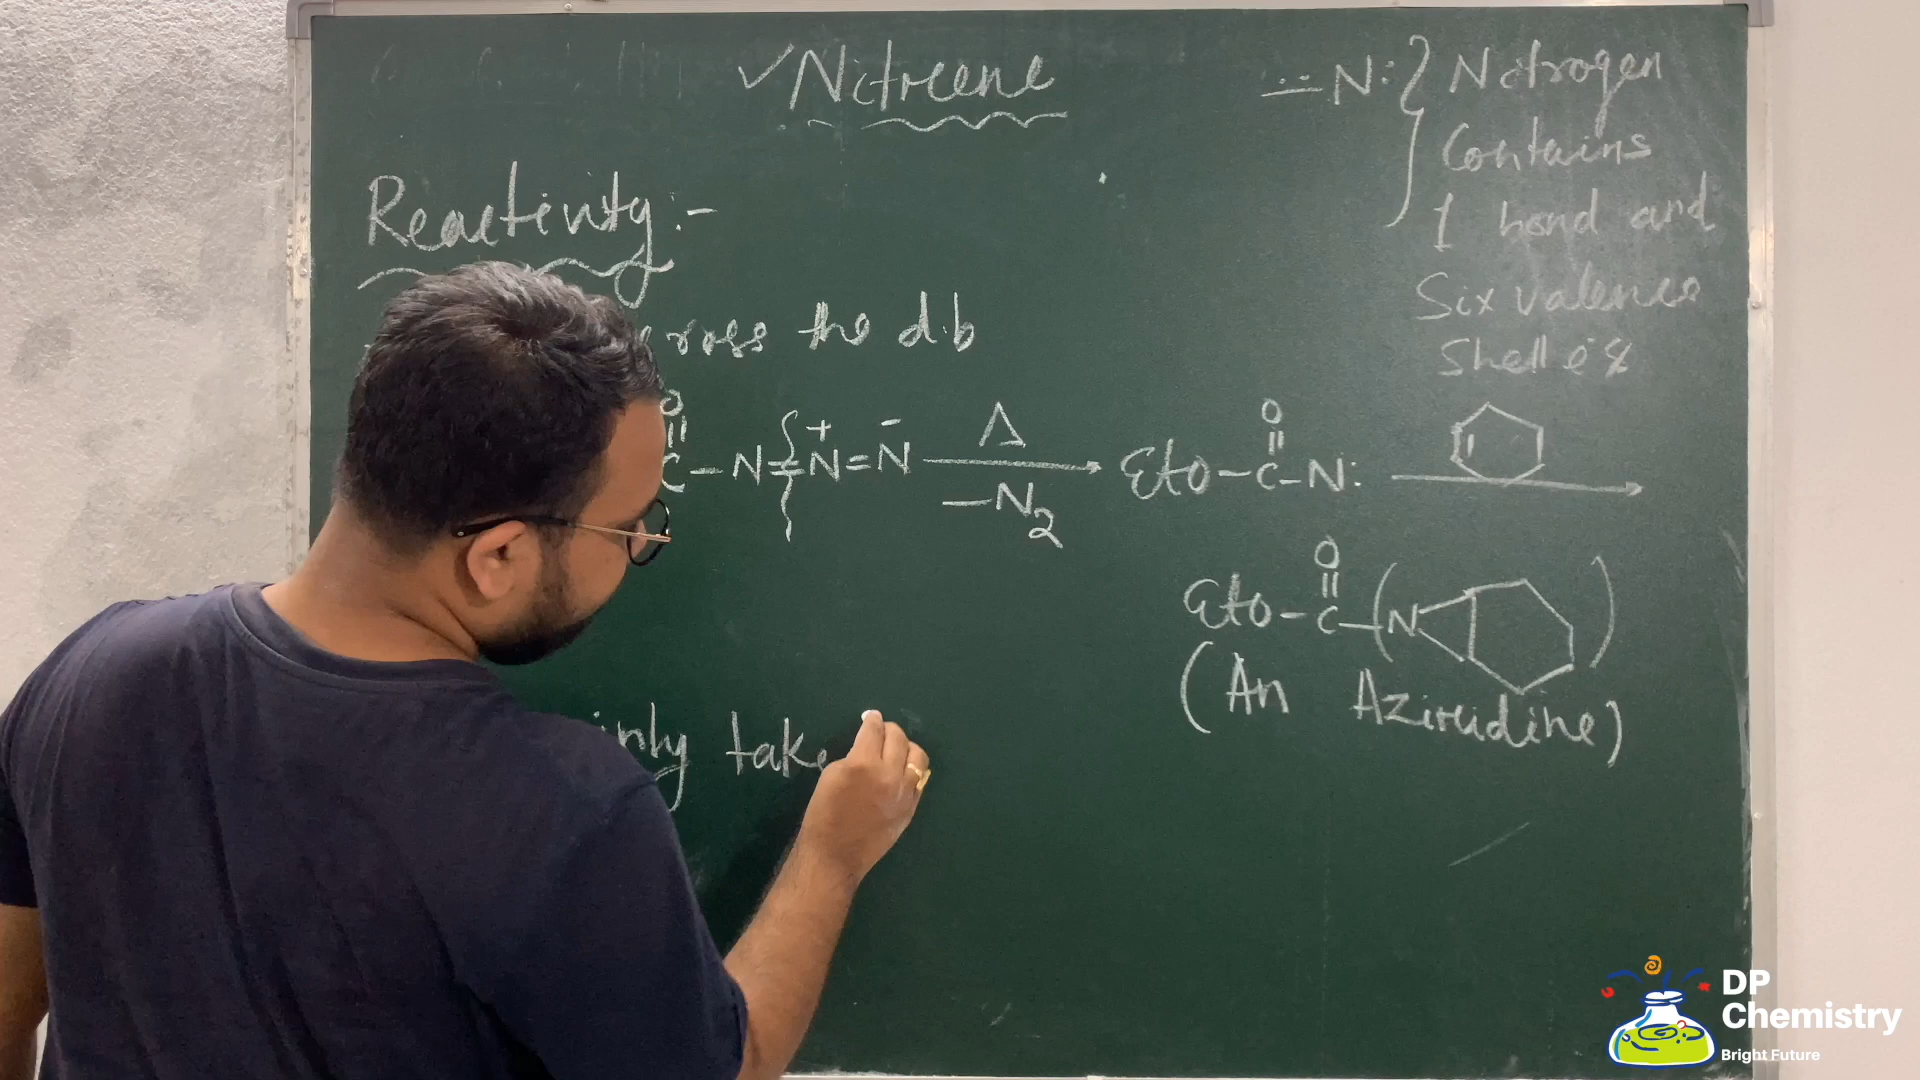 ✓Nitrene
–N̈: } Nitrogen
Contains
1 bond and
Six valence
Shell e⁻s
Reactivity:-
the d.b
O
||
C–N=N⁺=N⁻ Δ → –N2
O
||
EtO–C–N: →
O
||
EtO–C–(N )
(An Aziridine)
take
DP
Chemistry
Bright Future